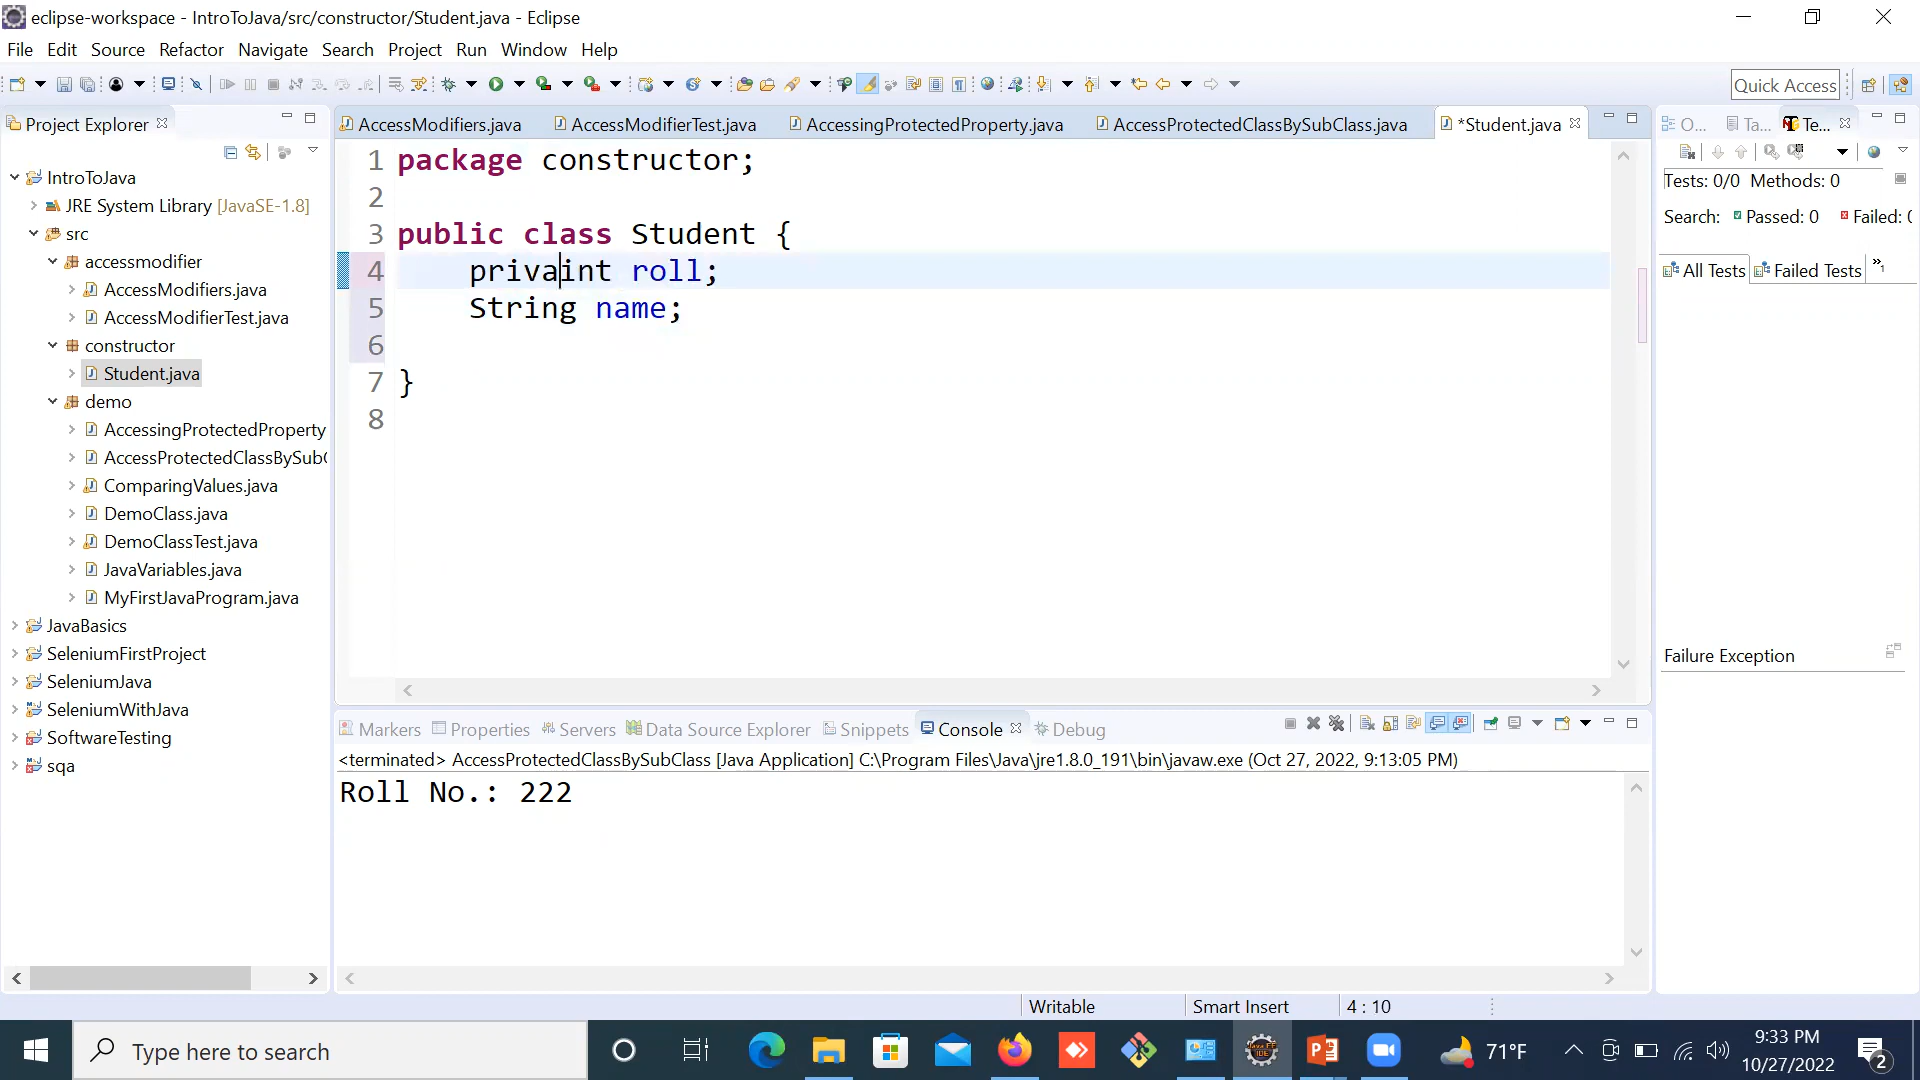 eclipse-workspace - IntroToJava/src/constructor/Student.java - Eclipse
File Edit Source Refactor Navigate Search Project Run Window Help
Quick Access
Project Explorer
AccessModifiers.java AccessModifierTest.java AccessingProtectedProperty.java AccessProtectedClassBySubClass.java *Student.java
O... Ta... Te...
IntroToJava
JRE System Library [JavaSE-1.8]
src
accessmodifier
AccessModifiers.java
AccessModifierTest.java
constructor
Student.java
demo
AccessingProtectedProperty
AccessProtectedClassBySub
ComparingValues.java
DemoClass.java
DemoClassTest.java
JavaVariables.java
MyFirstJavaProgram.java
JavaBasics
SeleniumFirstProject
SeleniumJava
SeleniumWithJava
SoftwareTesting
sqa
1 package constructor;
2
3 public class Student {
4 privaint roll;
5 String name;
6
7 }
8
Tests: 0/0 Methods: 0
Search: Passed: 0 Failed: 0
All Tests Failed Tests »1
Failure Exception
Markers Properties Servers Data Source Explorer Snippets Console Debug
<terminated> AccessProtectedClassBySubClass [Java Application] C:\Program Files\Java\jre1.8.0_191\bin\javaw.exe (Oct 27, 2022, 9:13:05 PM)
Roll No.: 222
Writable Smart Insert 4 : 10
Type here to search
71°F
9:33 PM
10/27/2022
2